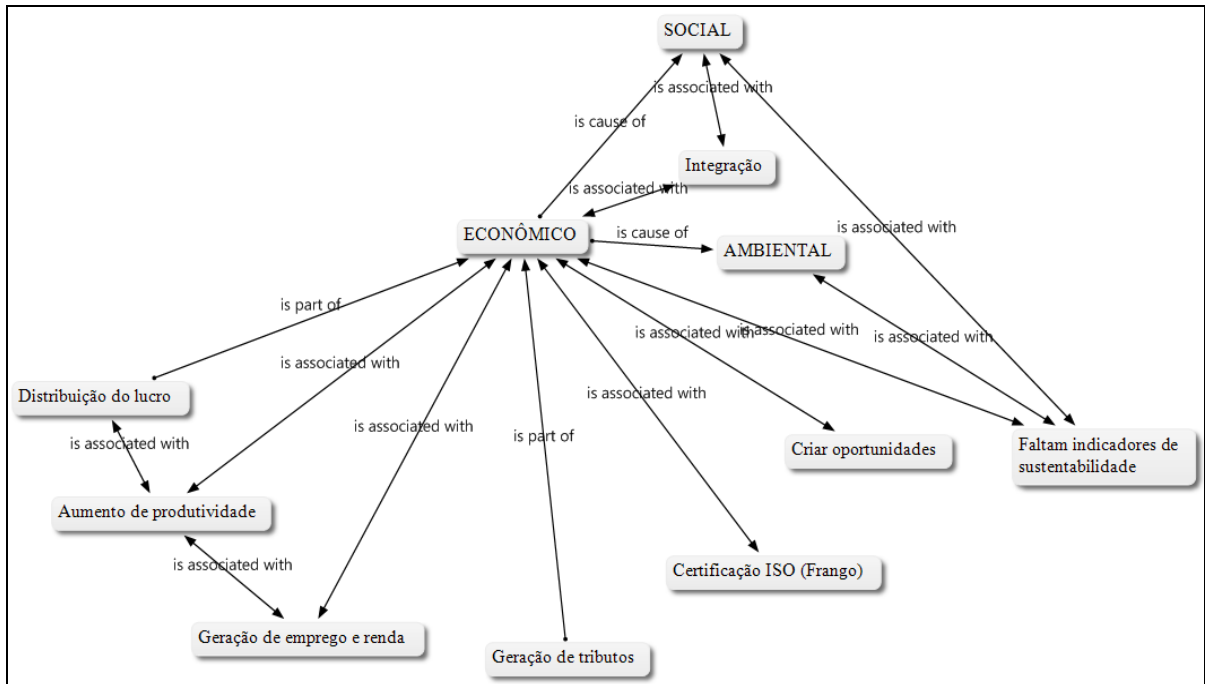 SOCIAL
is associated with
is cause of
Integração
is associated with
ECONÔMICO
is cause of
AMBIENTAL
is associated with
is part of
is associated with
is associated with
is associated with
is associated with
Distribuição do lucro
is associated with
is associated with
is part of
is associated with
Criar oportunidades
Faltam indicadores de
sustentabilidade
Aumento de produtividade
is associated with
Certificação ISO (Frango)
Geração de emprego e renda
Geração de tributos